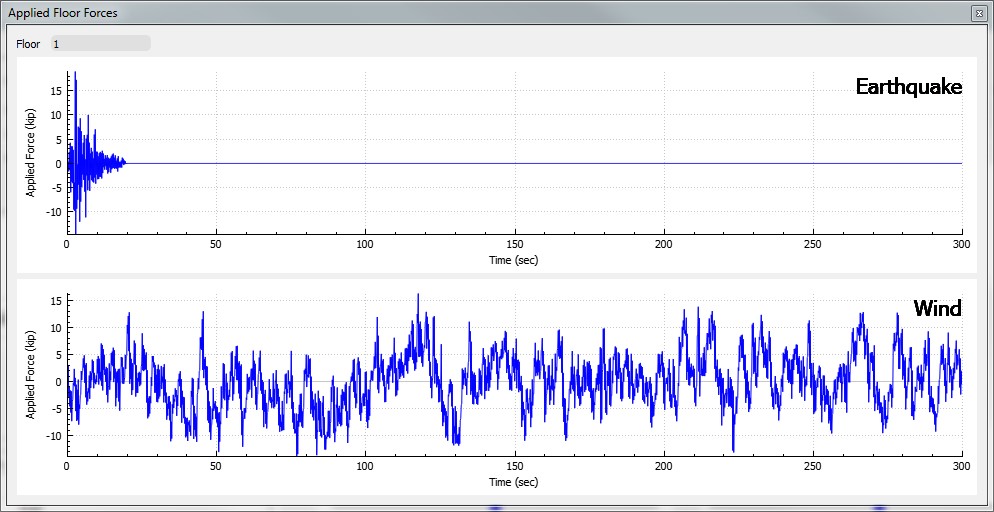 Applied Floor Forces
Floor 1
Earthquake
Applied Force (kip)
15
10
5
0
-5
-10
0 50 100 150 200 250 300
Time (sec)
Wind
Applied Force (kip)
15
10
5
0
-5
-10
0 50 100 150 200 250 300
Time (sec)